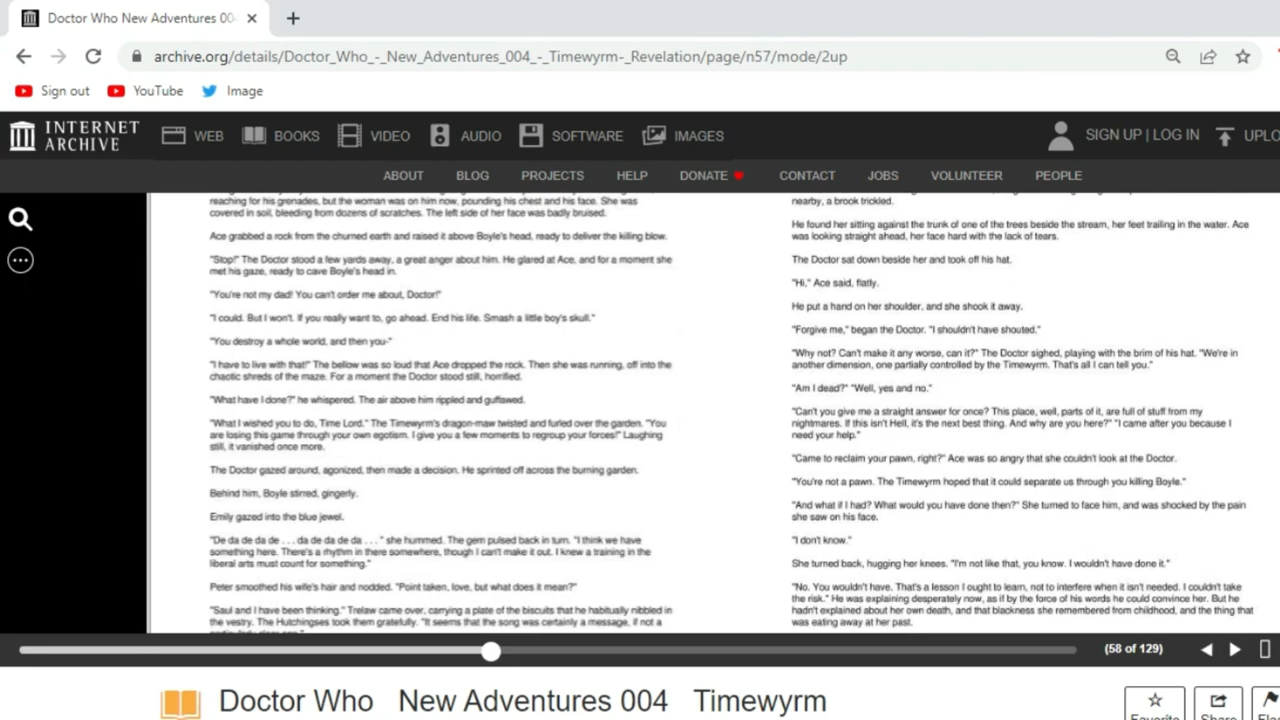 Doctor Who New Adventures 00
archive.org/details/Doctor_Who_-_New_Adventures_004_-_Timewyrm-_Revelation/page/n57/mode/2up
Sign out YouTube Image
INTERNET ARCHIVE WEB BOOKS VIDEO AUDIO SOFTWARE IMAGES SIGN UP | LOG IN UPLO
ABOUT BLOG PROJECTS HELP DONATE CONTACT JOBS VOLUNTEER PEOPLE
reaching for his grenades, but the woman was on him now, pounding his chest and his face. She was
covered in soil, bleeding from dozens of scratches. The left side of her face was badly bruised.
Ace grabbed a rock from the churned earth and raised it above Boyle's head, ready to deliver the killing blow.
"Stop!" The Doctor stood a few yards away, a great anger about him. He glared at Ace, and for a moment she
met his gaze, ready to cave Boyle's head in.
"You're not my dad! You can't order me about, Doctor!"
"I could. But I won't. If you really want to, go ahead. End his life. Smash a little boy's skull."
"You destroy a whole world, and then you-"
"I have to live with that!" The bellow was so loud that Ace dropped the rock. Then she was running, off into the
chaotic shreds of the maze. For a moment the Doctor stood still, horrified.
"What have I done?" he whispered. The air above him rippled and guffawed.
"What I wished you to do, Time Lord." The Timewyrm's dragon-maw twisted and furled over the garden. "You
are losing this game through your own egotism. I give you a few moments to regroup your forces!" Laughing
still, it vanished once more.
The Doctor gazed around, agonized, then made a decision. He sprinted off across the burning garden.
Behind him, Boyle stirred, gingerly.
Emily gazed into the blue jewel.
"De da de da de . . . da de da de da . . . " she hummed. The gem pulsed back in turn. "I think we have
something here. There's a rhythm in there somewhere, though I can't make it out. I knew a training in the
liberal arts must count for something."
Peter smoothed his wife's hair and nodded. "Point taken, love, but what does it mean?"
"Saul and I have been thinking." Trelaw came over, carrying a plate of the biscuits that he habitually nibbled in
the vestry. The Hutchingses took them gratefully. "It seems that the song was certainly a message, if not a
nearby, a brook trickled.
He found her sitting against the trunk of one of the trees beside the stream, her feet trailing in the water. Ace
was looking straight ahead, her face hard with the lack of tears.
The Doctor sat down beside her and took off his hat.
"Hi," Ace said, flatly.
He put a hand on her shoulder, and she shook it away.
"Forgive me," began the Doctor. "I shouldn't have shouted."
"Why not? Can't make it any worse, can it?" The Doctor sighed, playing with the brim of his hat. "We're in
another dimension, one partially controlled by the Timewyrm. That's all I can tell you."
"Am I dead?" "Well, yes and no."
"Can't you give me a straight answer for once? This place, well, parts of it, are full of stuff from my
nightmares. If this isn't Hell, it's the next best thing. And why are you here?" "I came after you because I
need your help."
"Came to reclaim your pawn, right?" Ace was so angry that she couldn't look at the Doctor.
"You're not a pawn. The Timewyrm hoped that it could separate us through you killing Boyle."
"And what if I had? What would you have done then?" She turned to face him, and was shocked by the pain
she saw on his face.
"I don't know."
She turned back, hugging her knees. "I'm not like that, you know. I wouldn't have done it."
"No. You wouldn't have. That's a lesson I ought to learn, not to interfere when it isn't needed. I couldn't take
the risk." He was explaining desperately now, as if by the force of his words he could convince her. But he
hadn't explained about her own death, and that blackness she remembered from childhood, and the thing that
was eating away at her past.
(58 of 129)
Doctor Who New Adventures 004 Timewyrm